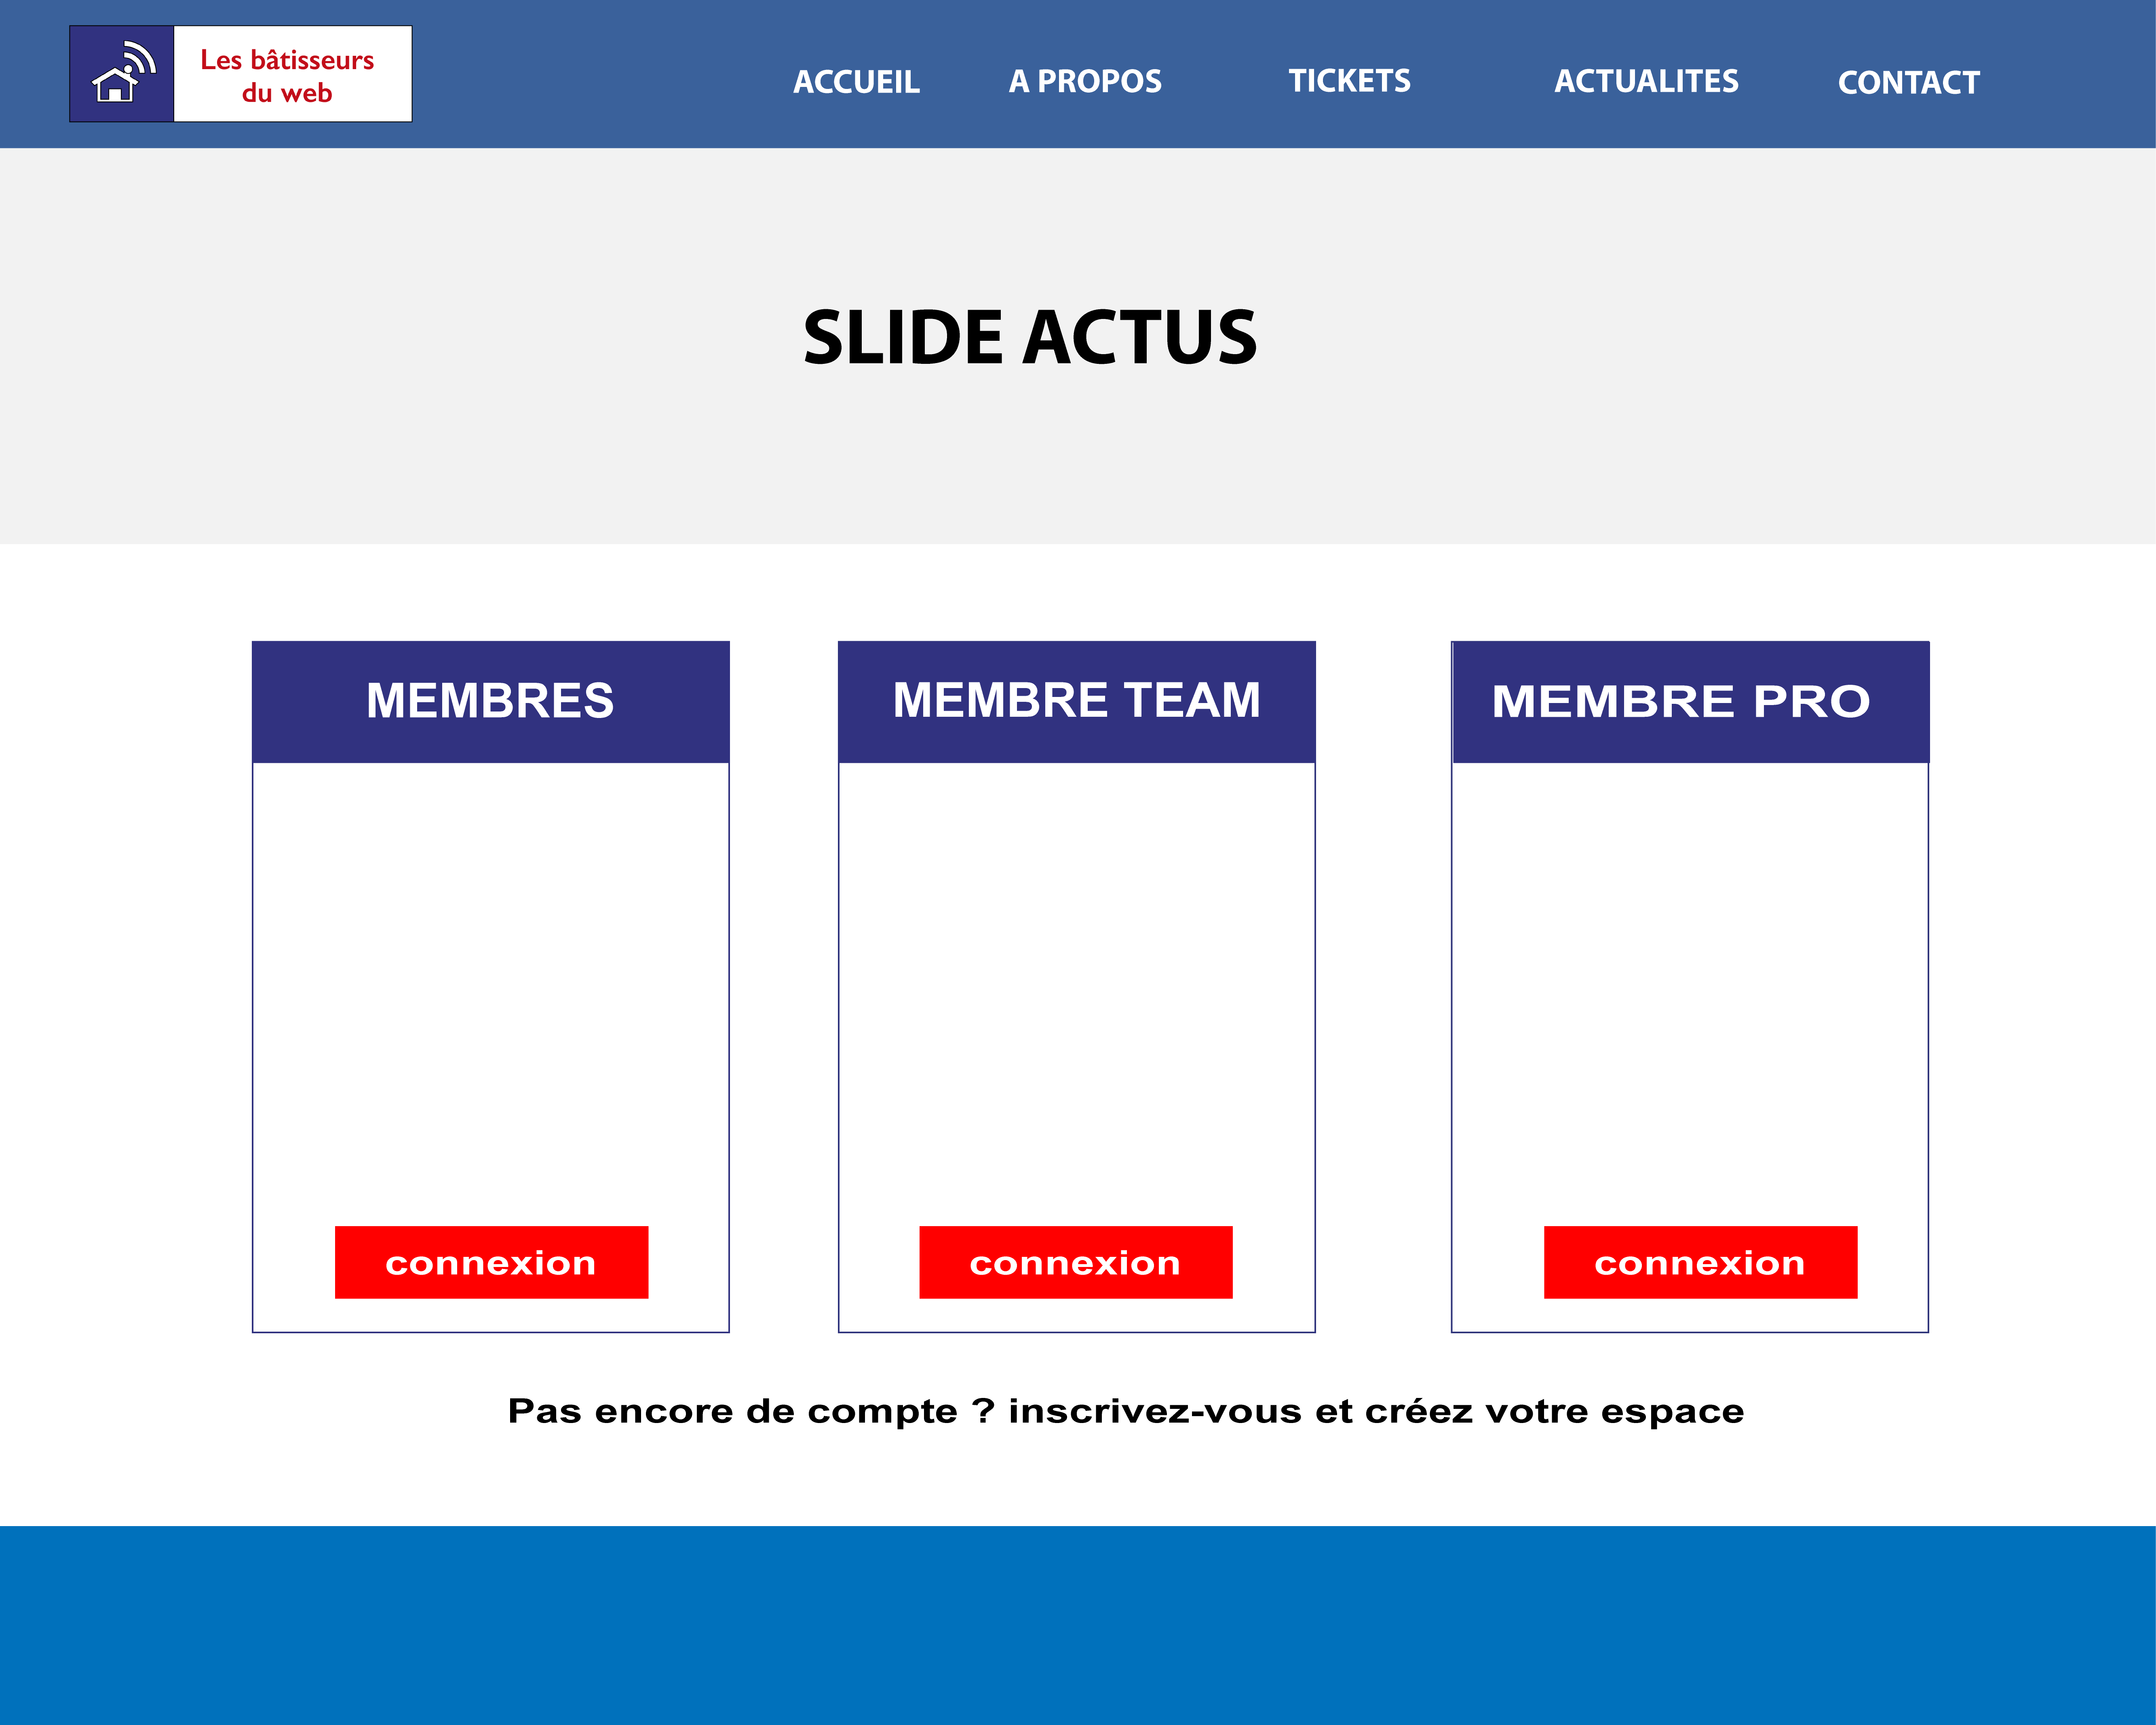 Les bâtisseurs
du web
ACCUEIL A PROPOS TICKETS ACTUALITES CONTACT
SLIDE ACTUS
MEMBRES MEMBRE TEAM MEMBRE PRO
connexion connexion connexion
Pas encore de compte ? inscrivez-vous et créez votre espace